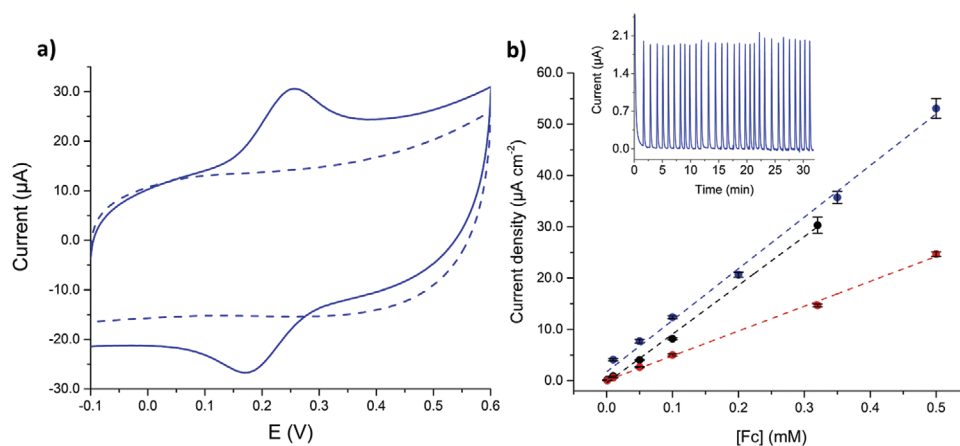 a)
30.0
20.0
10.0
0.0
-10.0
-20.0
-30.0
Current (µA)
-0.1 0.0 0.1 0.2 0.3 0.4 0.5 0.6
E (V)
b)
2.1
1.4
0.7
0.0
Current (µA)
0 5 10 15 20 25 30
Time (min)
60.0
50.0
40.0
30.0
20.0
10.0
0.0
Current density (µA cm⁻²)
0.0 0.1 0.2 0.3 0.4 0.5
[Fc] (mM)